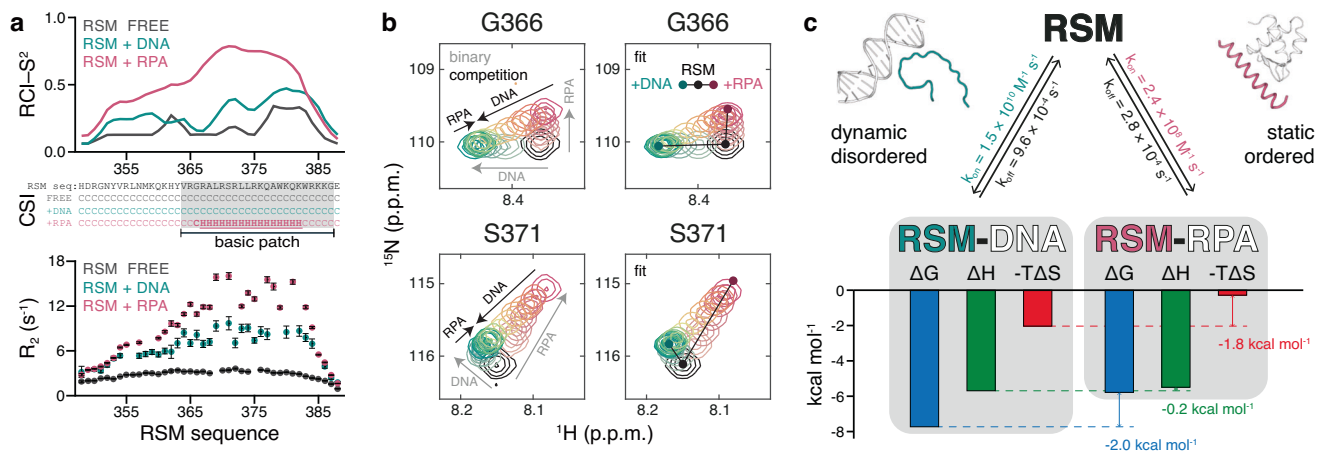 a
RSM FREE
RSM + DNA
RSM + RPA
RCI–S²
1.0
0.5
0.0
355 365 375 385
CSI
RSM seq:HDRGNYVRLNMKQKHYVRGRALRSRLLRKQAWKQKWRKKGE
FREE CCCCCCCCCCCCCCCCCCCCCCCCCCCCCCCCCCCCCCCCC
+DNA CCCCCCCCCCCCCCCCCCCCCCCCCCCCCCCCCCCCCCCCC
+RPA CCCCCCCCCCCCCCCCCCCHHHHHHHHHHHHHHHHCCCCCC
basic patch
RSM FREE
RSM + DNA
RSM + RPA
R₂ (s⁻¹)
18
12
6
0
355 365 375 385
RSM sequence
b
G366 G366
binary
competition
RPA
DNA
RPA
DNA
fit
RSM
+DNA +RPA
109
110
109
110
8.4 8.4
S371 S371
DNA
RPA
DNA
RPA
fit
115
116
115
116
8.2 8.1 8.2 8.1
¹⁵N (p.p.m.)
¹H (p.p.m.)
c
RSM
dynamic
disordered
static
ordered
kon = 1.5 × 10¹⁰ M⁻¹ s⁻¹
koff = 9.6 × 10⁻⁴ s⁻¹
kon = 2.4 × 10⁸ M⁻¹ s⁻¹
koff = 2.8 × 10⁻⁴ s⁻¹
RSM-DNA RSM-RPA
ΔG ΔH -TΔS ΔG ΔH -TΔS
kcal mol⁻¹
0
-2
-4
-6
-8
-1.8 kcal mol⁻¹
-0.2 kcal mol⁻¹
-2.0 kcal mol⁻¹